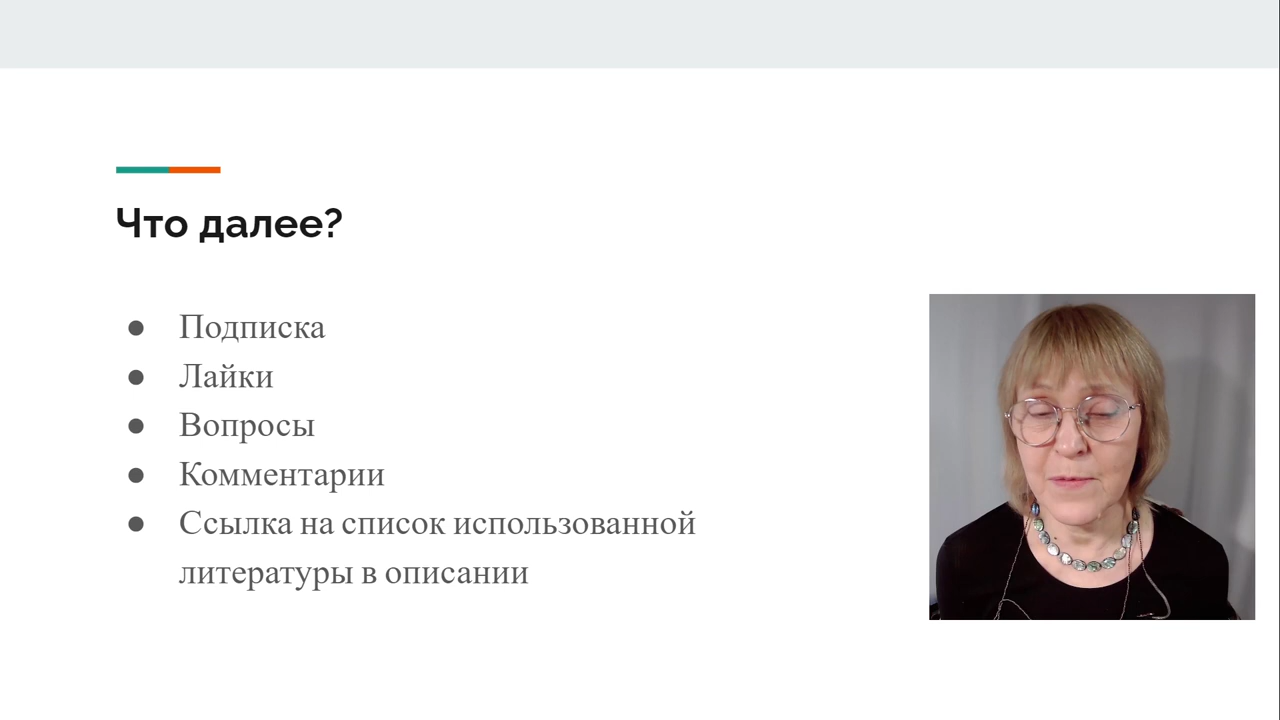 Что далее?
● Подписка
● Лайки
● Вопросы
● Комментарии
● Ссылка на список использованной
литературы в описании